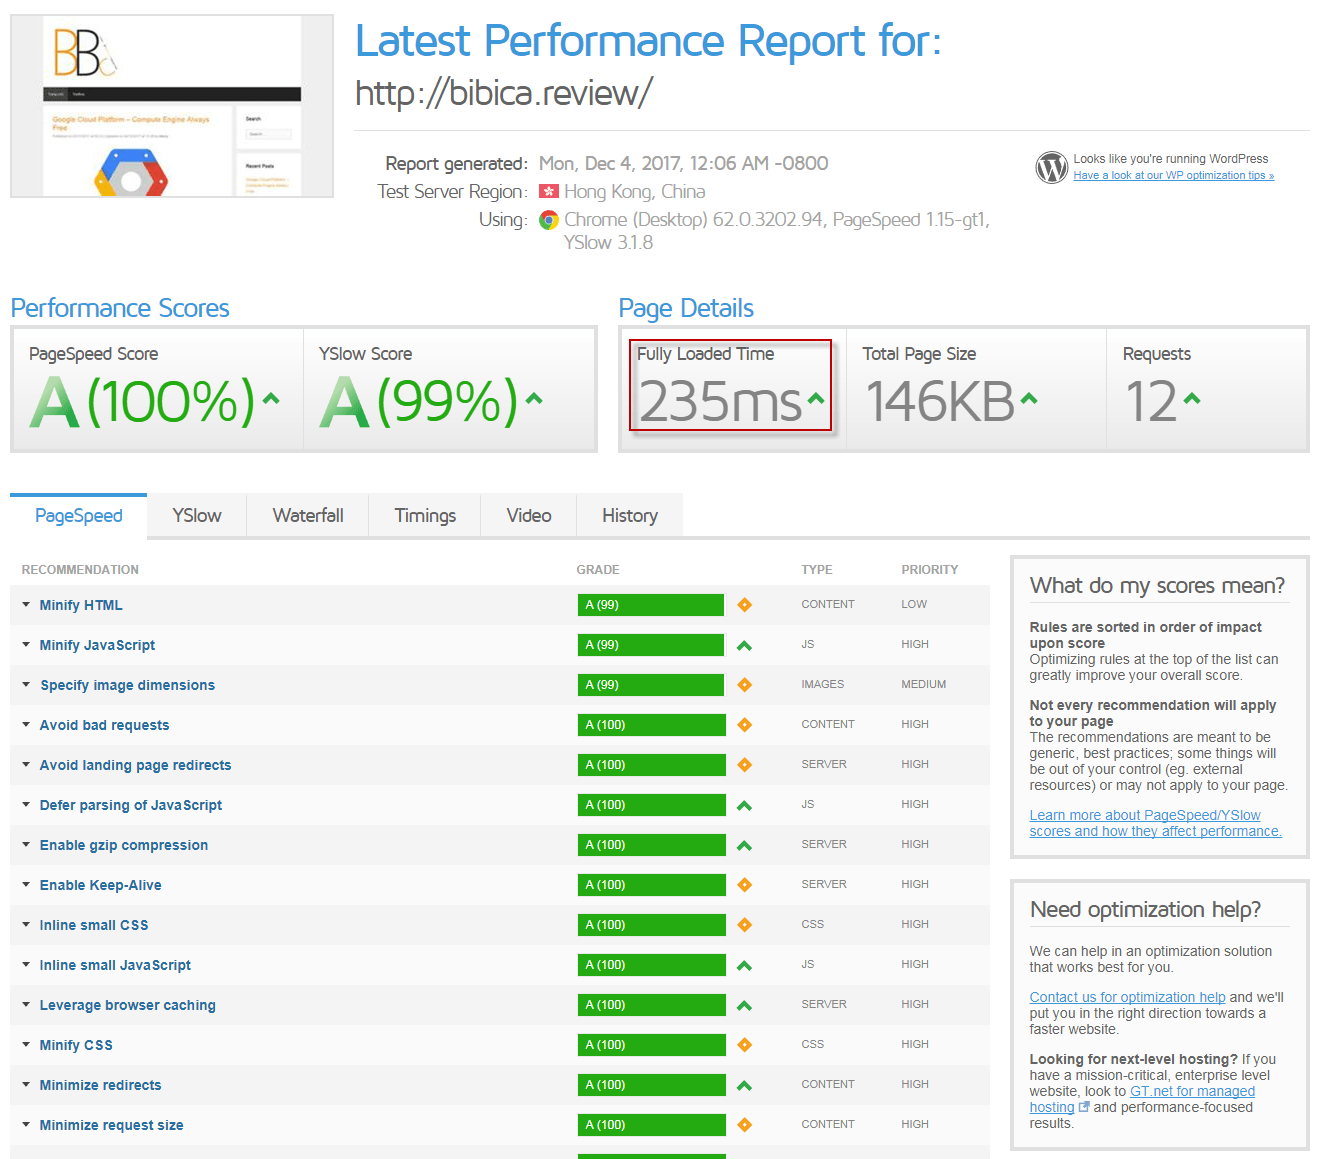 BB
Google Cloud Platform – Compute Engine Always
Free
Search
Recent Posts
Latest Performance Report for:
http://bibica.review/
Report generated: Mon, Dec 4, 2017, 12:06 AM -0800
Test Server Region: Hong Kong, China
Using: Chrome (Desktop) 62.0.3202.94, PageSpeed 1.15-gt1,
YSlow 3.1.8
Looks like you're running WordPress
Have a look at our WP optimization tips »
Performance Scores
PageSpeed Score
A (100%)
YSlow Score
A (99%)
Page Details
Fully Loaded Time
235ms
Total Page Size
146KB
Requests
12
PageSpeed YSlow Waterfall Timings Video History
RECOMMENDATION GRADE TYPE PRIORITY
Minify HTML A (99) CONTENT LOW
Minify JavaScript A (99) JS HIGH
Specify image dimensions A (99) IMAGES MEDIUM
Avoid bad requests A (100) CONTENT HIGH
Avoid landing page redirects A (100) SERVER HIGH
Defer parsing of JavaScript A (100) JS HIGH
Enable gzip compression A (100) SERVER HIGH
Enable Keep-Alive A (100) SERVER HIGH
Inline small CSS A (100) CSS HIGH
Inline small JavaScript A (100) JS HIGH
Leverage browser caching A (100) SERVER HIGH
Minify CSS A (100) CSS HIGH
Minimize redirects A (100) CONTENT HIGH
Minimize request size A (100) CONTENT HIGH
What do my scores mean?
Rules are sorted in order of impact
upon score
Optimizing rules at the top of the list can
greatly improve your overall score.
Not every recommendation will apply
to your page
The recommendations are meant to be
generic, best practices; some things will
be out of your control (eg. external
resources) or may not apply to your page.
Learn more about PageSpeed/YSlow
scores and how they affect performance.
Need optimization help?
We can help in an optimization solution
that works best for you.
Contact us for optimization help and we'll
put you in the right direction towards a
faster website.
Looking for next-level hosting? If you
have a mission-critical, enterprise level
website, look to GT.net for managed
hosting and performance-focused
results.